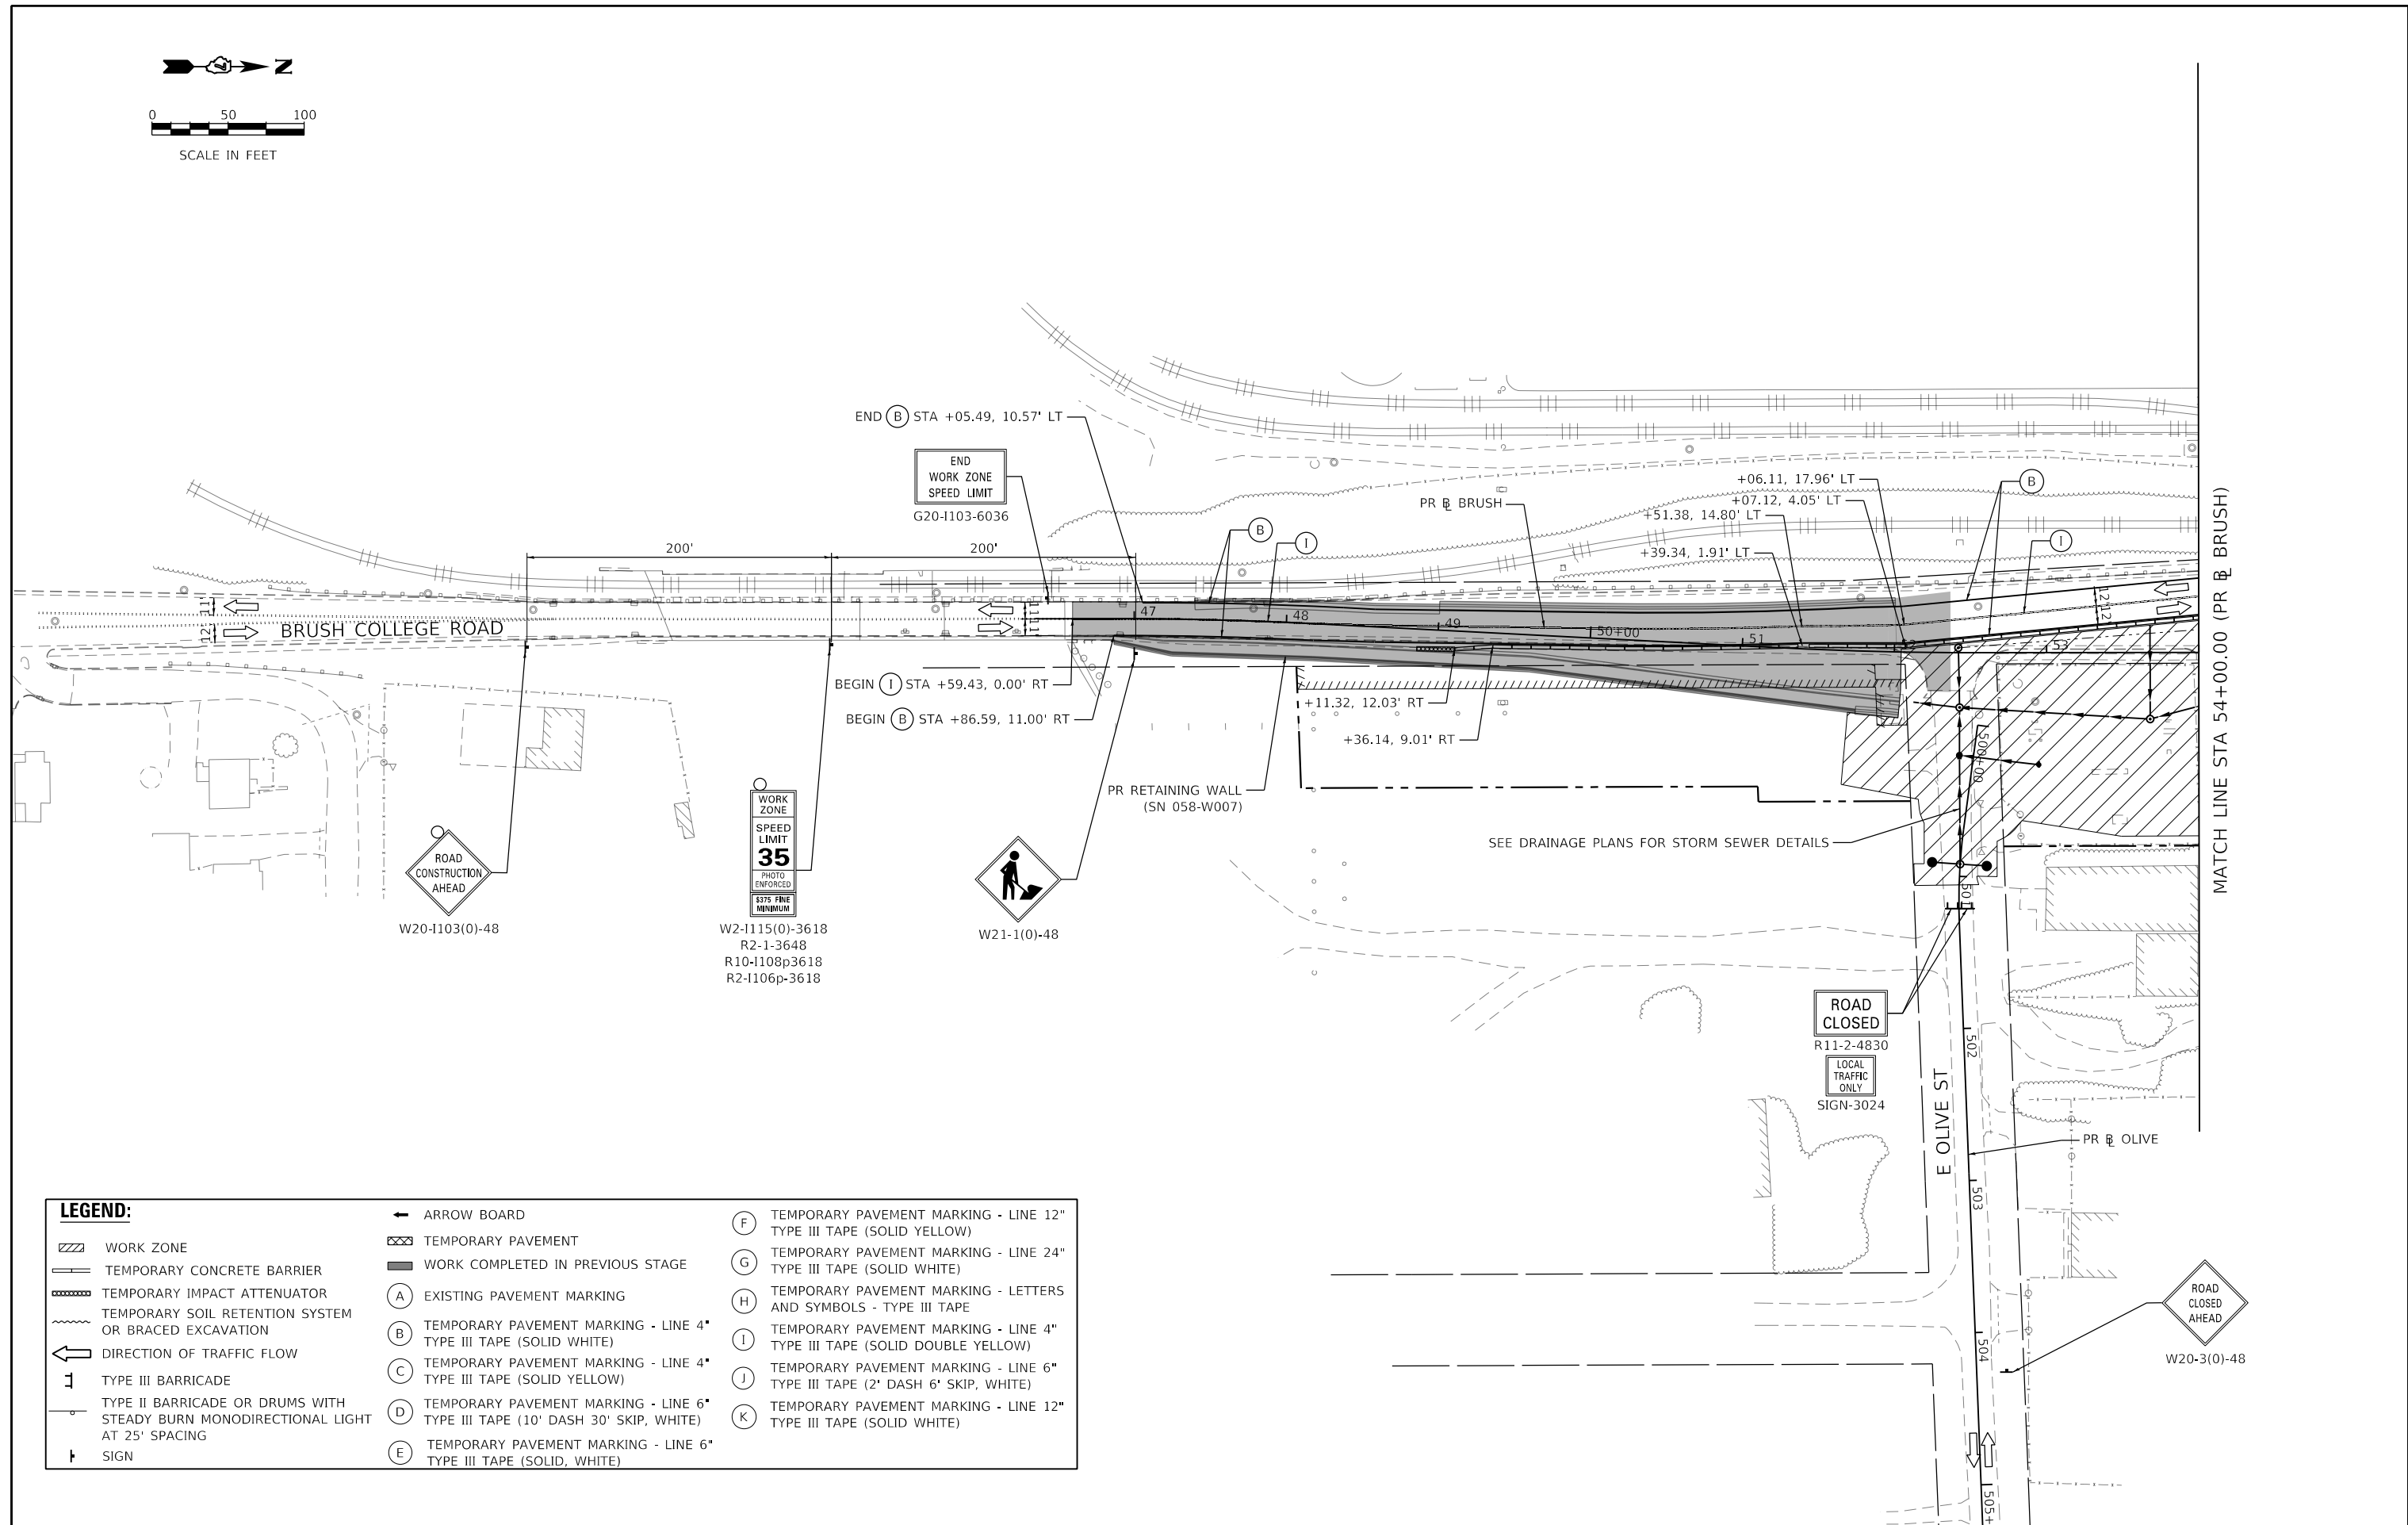 N
0 50 100
SCALE IN FEET
END B STA +05.49, 10.57' LT
END
WORK ZONE
SPEED LIMIT
G20-I103-6036
200'
200'
B
I
PR BL BRUSH
+06.11, 17.96' LT
+07.12, 4.05' LT
+51.38, 14.80' LT
+39.34, 1.91' LT
B
I
11'
12'
BRUSH COLLEGE ROAD
11'
11'
47
48
49
50+00
51
52
53
12'
12'
MATCH LINE STA 54+00.00 (PR BL BRUSH)
BEGIN I STA +59.43, 0.00' RT
BEGIN B STA +86.59, 11.00' RT
+11.32, 12.03' RT
+36.14, 9.01' RT
PR RETAINING WALL
(SN 058-W007)
SEE DRAINAGE PLANS FOR STORM SEWER DETAILS
500+00
501
502
503
504
505+
ROAD
CONSTRUCTION
AHEAD
W20-I103(0)-48
WORK
ZONE
SPEED
LIMIT
35
PHOTO
ENFORCED
$375 FINE
MINIMUM
W2-I115(0)-3618
R2-1-3648
R10-I108p3618
R2-I106p-3618
W21-1(0)-48
ROAD
CLOSED
R11-2-4830
LOCAL
TRAFFIC
ONLY
SIGN-3024
E OLIVE ST
PR BL OLIVE
ROAD
CLOSED
AHEAD
W20-3(0)-48
LEGEND:
WORK ZONE
TEMPORARY CONCRETE BARRIER
TEMPORARY IMPACT ATTENUATOR
TEMPORARY SOIL RETENTION SYSTEM
OR BRACED EXCAVATION
DIRECTION OF TRAFFIC FLOW
TYPE III BARRICADE
TYPE II BARRICADE OR DRUMS WITH
STEADY BURN MONODIRECTIONAL LIGHT
AT 25' SPACING
SIGN
ARROW BOARD
TEMPORARY PAVEMENT
WORK COMPLETED IN PREVIOUS STAGE
A EXISTING PAVEMENT MARKING
B TEMPORARY PAVEMENT MARKING - LINE 4"
TYPE III TAPE (SOLID WHITE)
C TEMPORARY PAVEMENT MARKING - LINE 4"
TYPE III TAPE (SOLID YELLOW)
D TEMPORARY PAVEMENT MARKING - LINE 6"
TYPE III TAPE (10' DASH 30' SKIP, WHITE)
E TEMPORARY PAVEMENT MARKING - LINE 6"
TYPE III TAPE (SOLID, WHITE)
F TEMPORARY PAVEMENT MARKING - LINE 12"
TYPE III TAPE (SOLID YELLOW)
G TEMPORARY PAVEMENT MARKING - LINE 24"
TYPE III TAPE (SOLID WHITE)
H TEMPORARY PAVEMENT MARKING - LETTERS
AND SYMBOLS - TYPE III TAPE
I TEMPORARY PAVEMENT MARKING - LINE 4"
TYPE III TAPE (SOLID DOUBLE YELLOW)
J TEMPORARY PAVEMENT MARKING - LINE 6"
TYPE III TAPE (2' DASH 6' SKIP, WHITE)
K TEMPORARY PAVEMENT MARKING - LINE 12"
TYPE III TAPE (SOLID WHITE)